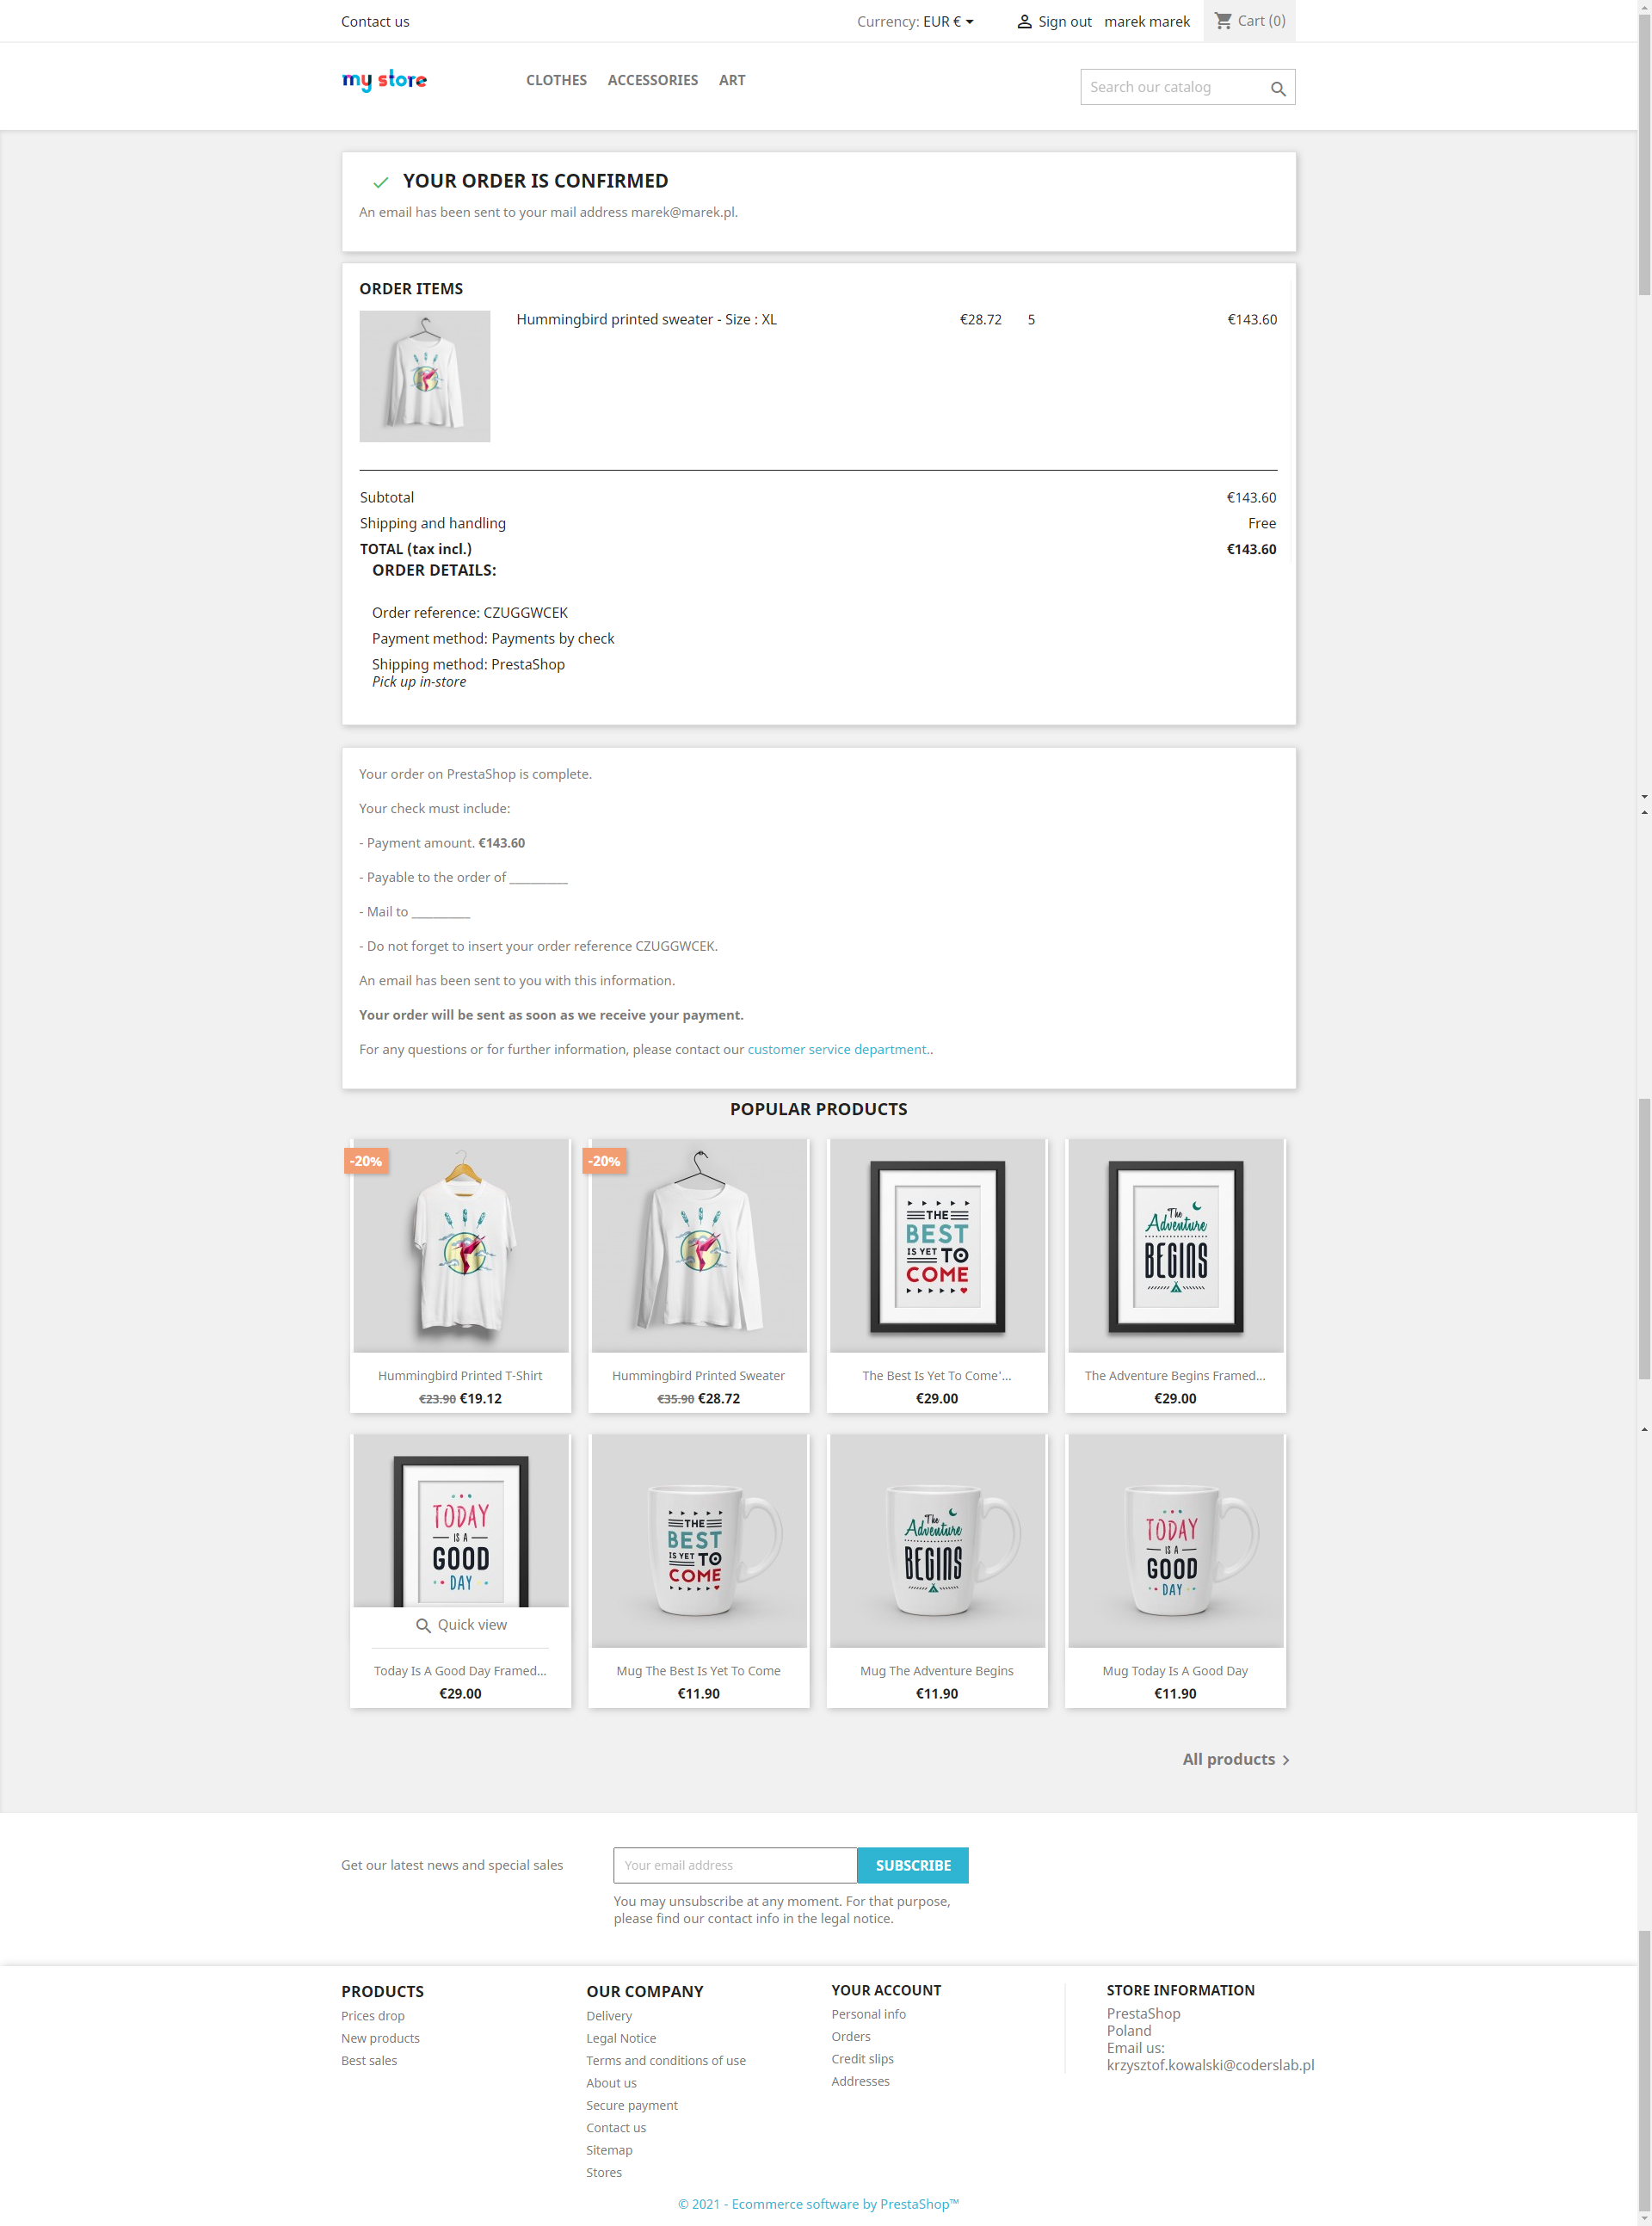 Contact us
Currency: EUR €
Sign out marek marek
Cart (0)
my store
CLOTHES ACCESSORIES ART
Search our catalog
YOUR ORDER IS CONFIRMED
An email has been sent to your mail address marek@marek.pl.
ORDER ITEMS
Hummingbird printed sweater - Size : XL €28.72 5 €143.60
Subtotal €143.60
Shipping and handling Free
TOTAL (tax incl.) €143.60
ORDER DETAILS:
Order reference: CZUGGWCEK
Payment method: Payments by check
Shipping method: PrestaShop
Pick up in-store
Your order on PrestaShop is complete.
Your check must include:
- Payment amount. €143.60
- Payable to the order of __________
- Mail to __________
- Do not forget to insert your order reference CZUGGWCEK.
An email has been sent to you with this information.
Your order will be sent as soon as we receive your payment.
For any questions or for further information, please contact our customer service department..
POPULAR PRODUCTS
-20%
-20%
THE
BEST
IS YET TO
COME
The
Adventure
BEGINS
Hummingbird Printed T-Shirt
€23.90 €19.12
Hummingbird Printed Sweater
€35.90 €28.72
The Best Is Yet To Come'...
€29.00
The Adventure Begins Framed...
€29.00
TODAY
IS A
GOOD
DAY
THE
BEST
IS YET TO
COME
The
Adventure
BEGINS
TODAY
IS A
GOOD
DAY
Quick view
Today Is A Good Day Framed...
€29.00
Mug The Best Is Yet To Come
€11.90
Mug The Adventure Begins
€11.90
Mug Today Is A Good Day
€11.90
All products
Get our latest news and special sales
Your email address
SUBSCRIBE
You may unsubscribe at any moment. For that purpose,
please find our contact info in the legal notice.
PRODUCTS
Prices drop
New products
Best sales
OUR COMPANY
Delivery
Legal Notice
Terms and conditions of use
About us
Secure payment
Contact us
Sitemap
Stores
YOUR ACCOUNT
Personal info
Orders
Credit slips
Addresses
STORE INFORMATION
PrestaShop
Poland
Email us:
krzysztof.kowalski@coderslab.pl
© 2021 - Ecommerce software by PrestaShop™